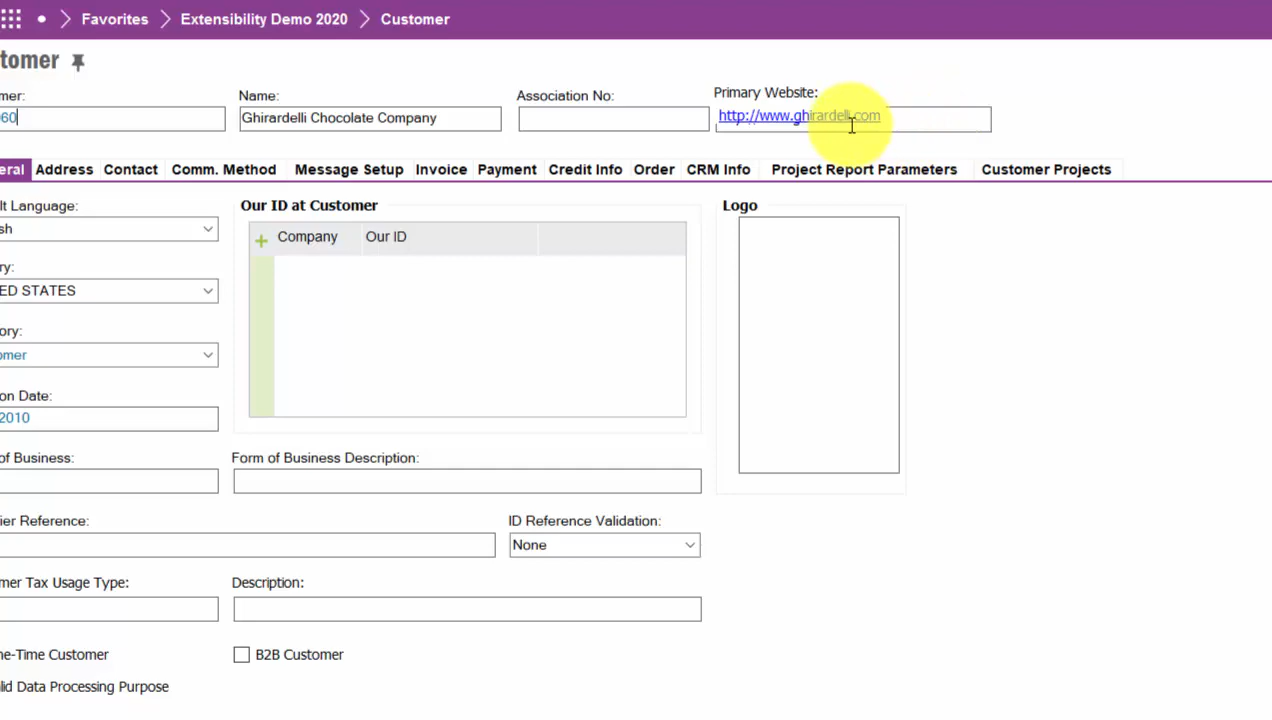 Favorites Extensibility Demo 2020 Customer
tomer
mer: Name: Association No: Primary Website:
060 Ghirardelli Chocolate Company http://www.ghirardelli.com
eral Address Contact Comm. Method Message Setup Invoice Payment Credit Info Order CRM Info Project Report Parameters Customer Projects
lt Language: Our ID at Customer Logo
sh Company Our ID
ry:
ED STATES
ory:
omer
on Date:
2010
of Business: Form of Business Description:
ier Reference: ID Reference Validation:
None
mer Tax Usage Type: Description:
ne-Time Customer B2B Customer
lid Data Processing Purpose